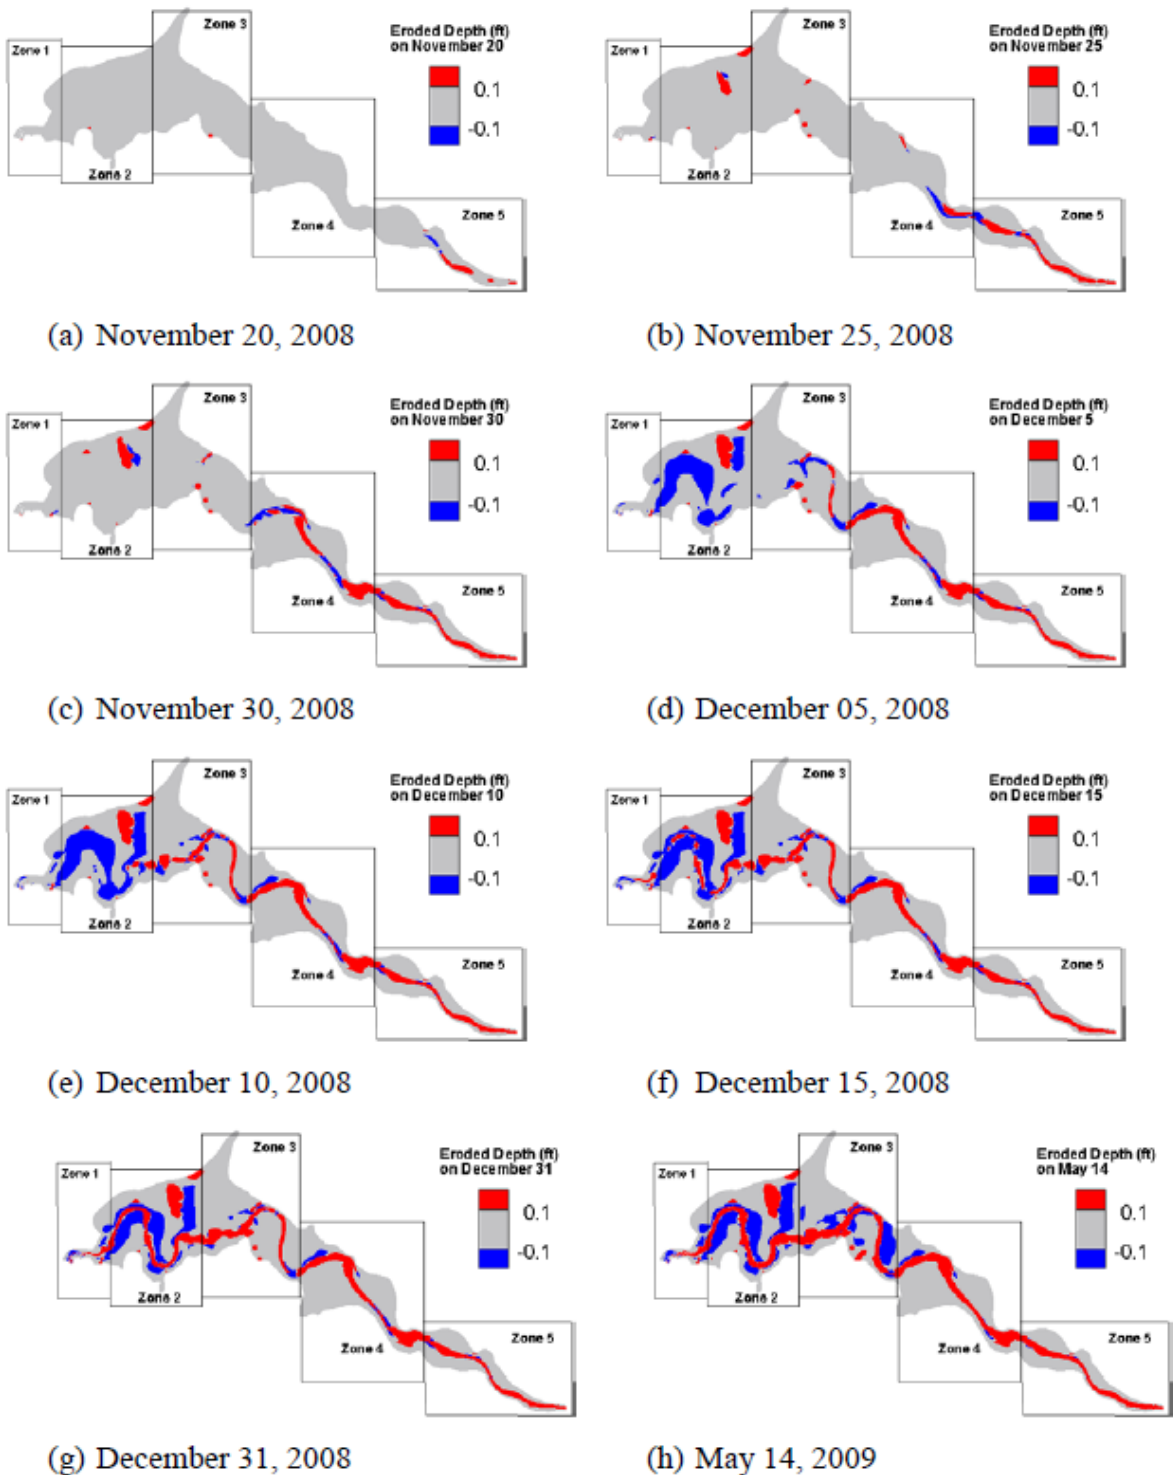 Zone 1
Zone 2
Zone 3
Zone 4
Zone 5
Eroded Depth (ft)
on November 20
0.1
-0.1
(a) November 20, 2008
Zone 1
Zone 2
Zone 3
Zone 4
Zone 5
Eroded Depth (ft)
on November 25
0.1
-0.1
(b) November 25, 2008
Zone 1
Zone 2
Zone 3
Zone 4
Zone 5
Eroded Depth (ft)
on November 30
0.1
-0.1
(c) November 30, 2008
Zone 1
Zone 2
Zone 3
Zone 4
Zone 5
Eroded Depth (ft)
on December 5
0.1
-0.1
(d) December 05, 2008
Zone 1
Zone 2
Zone 3
Zone 4
Zone 5
Eroded Depth (ft)
on December 10
0.1
-0.1
(e) December 10, 2008
Zone 1
Zone 2
Zone 3
Zone 4
Zone 5
Eroded Depth (ft)
on December 15
0.1
-0.1
(f) December 15, 2008
Zone 1
Zone 2
Zone 3
Zone 4
Zone 5
Eroded Depth (ft)
on December 31
0.1
-0.1
(g) December 31, 2008
Zone 1
Zone 2
Zone 3
Zone 4
Zone 5
Eroded Depth (ft)
on May 14
0.1
-0.1
(h) May 14, 2009